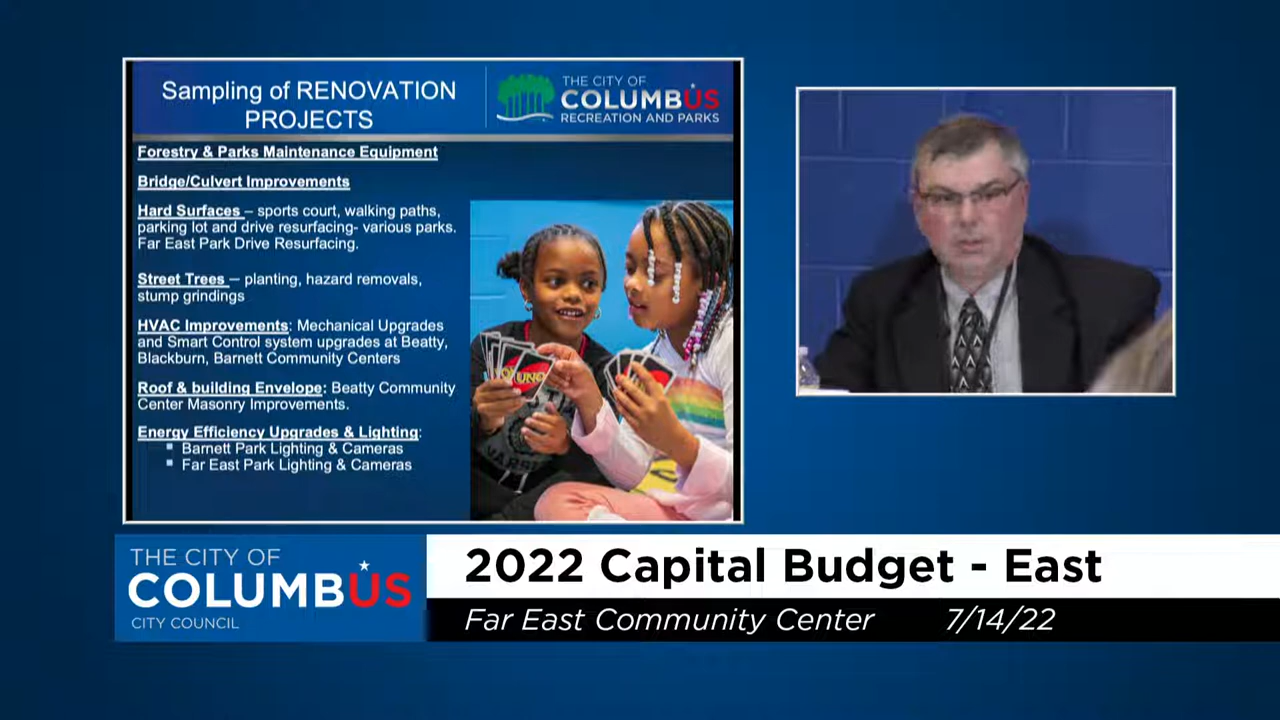 Sampling of RENOVATION
PROJECTS
THE CITY OF
COLUMBUS
RECREATION AND PARKS
Forestry & Parks Maintenance Equipment
Bridge/Culvert Improvements
Hard Surfaces – sports court, walking paths,
parking lot and drive resurfacing- various parks.
Far East Park Drive Resurfacing.
Street Trees – planting, hazard removals,
stump grindings
HVAC Improvements: Mechanical Upgrades
and Smart Control system upgrades at Beatty,
Blackburn, Barnett Community Centers
Roof & building Envelope: Beatty Community
Center Masonry Improvements.
Energy Efficiency Upgrades & Lighting:
▪ Barnett Park Lighting & Cameras
▪ Far East Park Lighting & Cameras
UNO
THE CITY OF
COLUMBUS
CITY COUNCIL
2022 Capital Budget - East
Far East Community Center 7/14/22